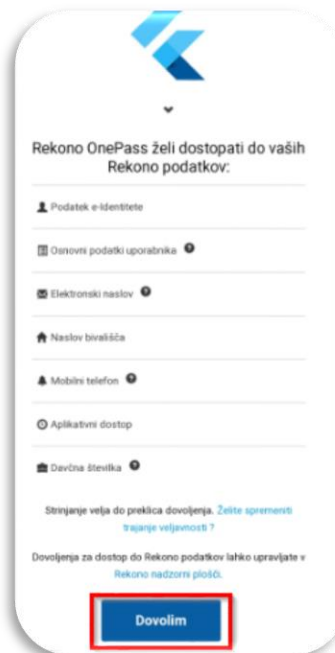 Rekono OnePass želi dostopati do vaših
Rekono podatkov:
Podatek e-Identitete
Osnovni podatki uporabnika
Elektronski naslov
Naslov bivališča
Mobilni telefon
Aplikativni dostop
Davčna številka
Strinjanje velja do preklica dovoljenja. Želite spremeniti
trajanje veljavnosti ?
Dovoljenja za dostop do Rekono podatkov lahko upravljate v
Rekono nadzorni plošči.
Dovolim